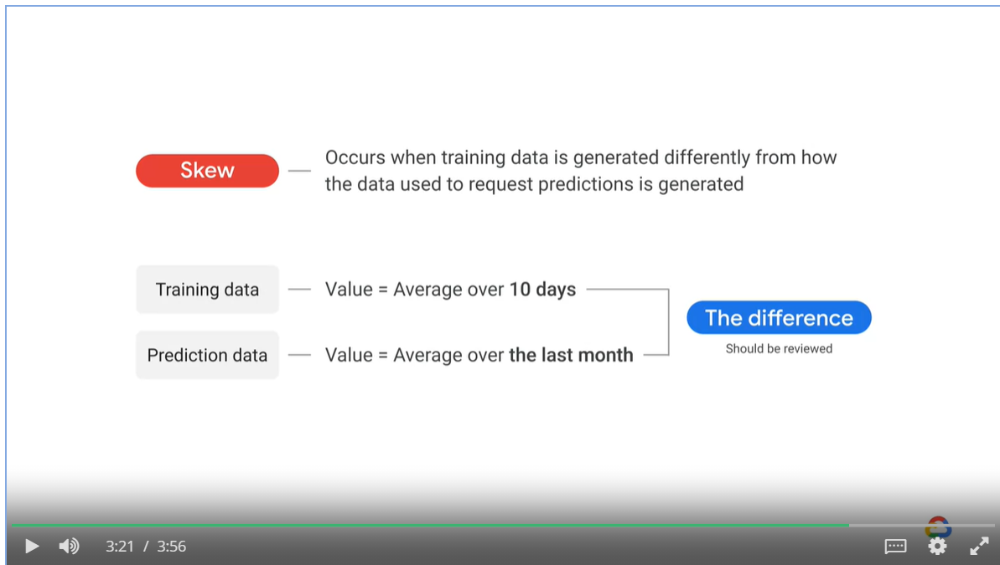 Skew
Occurs when training data is generated differently from how
the data used to request predictions is generated
Training data
Value = Average over 10 days
The difference
Should be reviewed
Prediction data
Value = Average over the last month
3:21 / 3:56